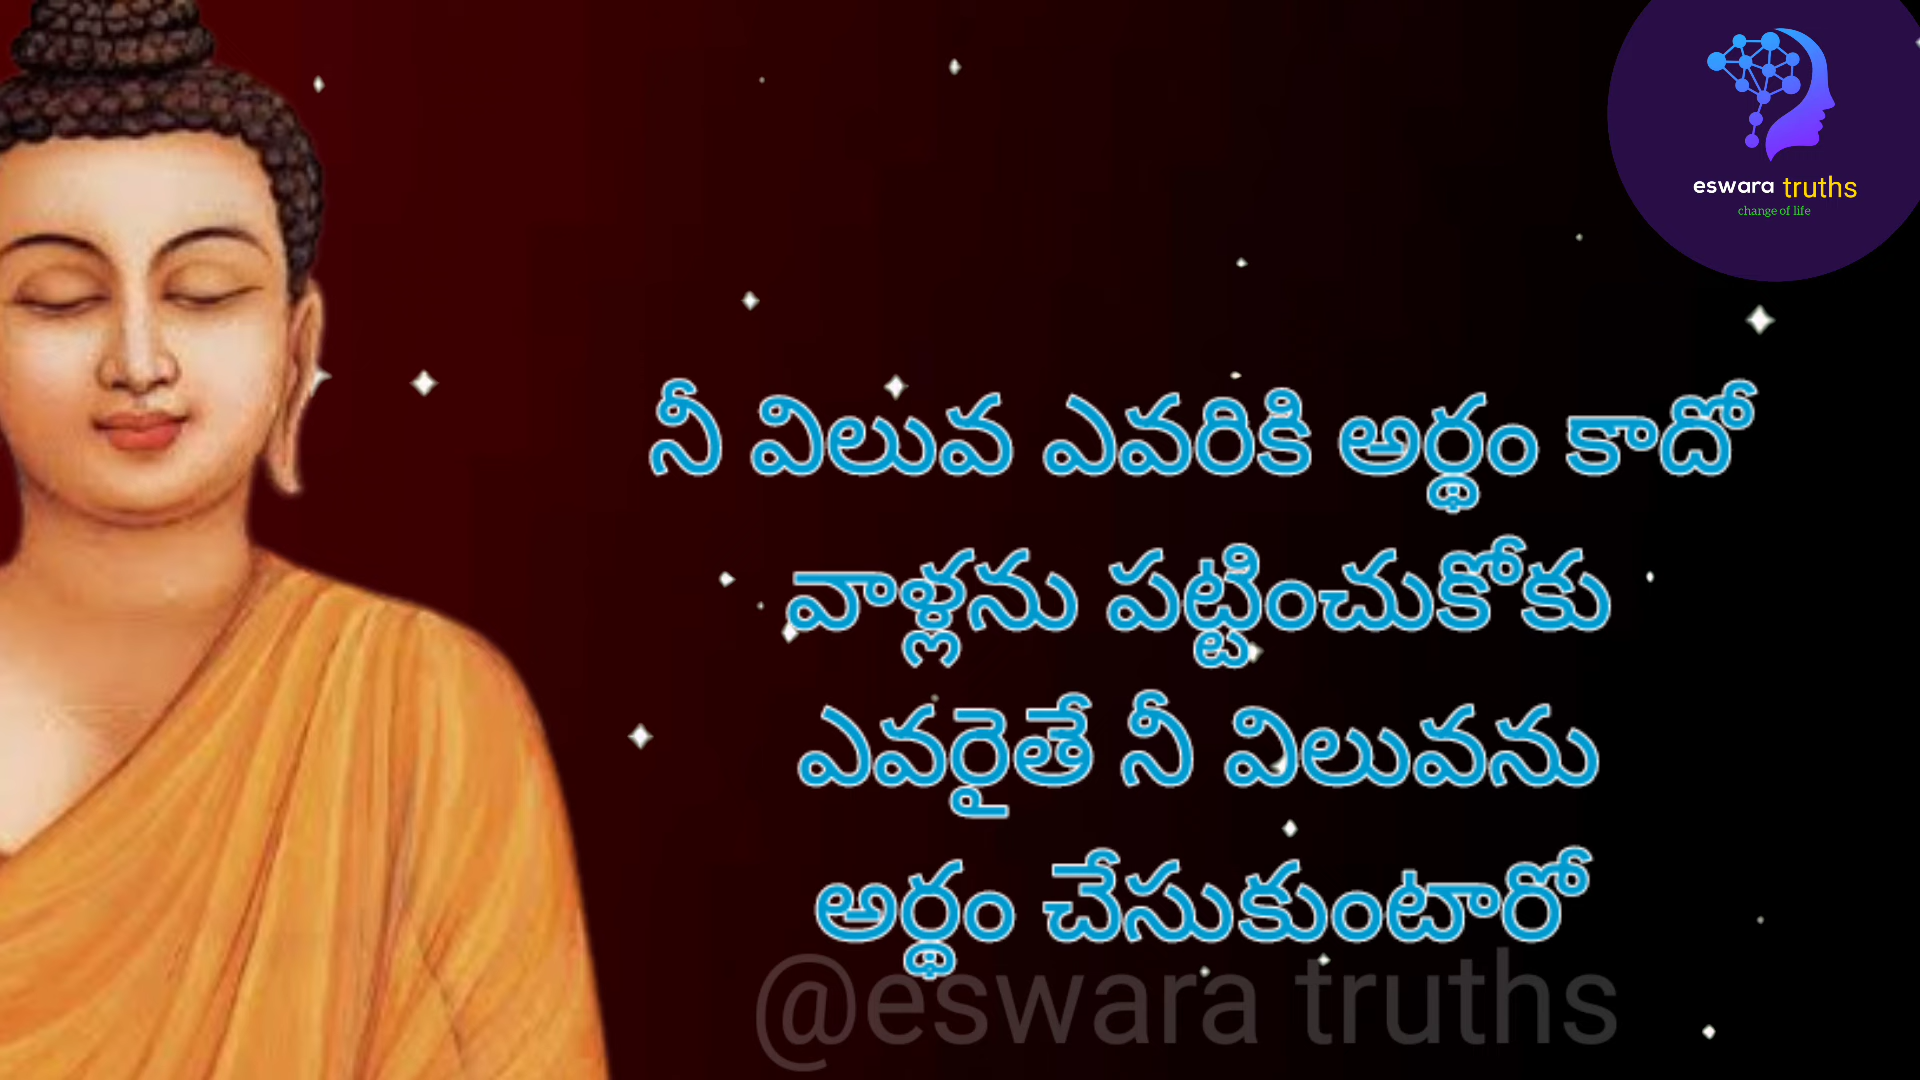 eswara truths
change of life
నీ విలువ ఎవరికి అర్థం కాదో
వాళ్లను పట్టించుకోకు
ఎవరైతే నీ విలువను
అర్థం చేసుకుంటారో
@eswara truths